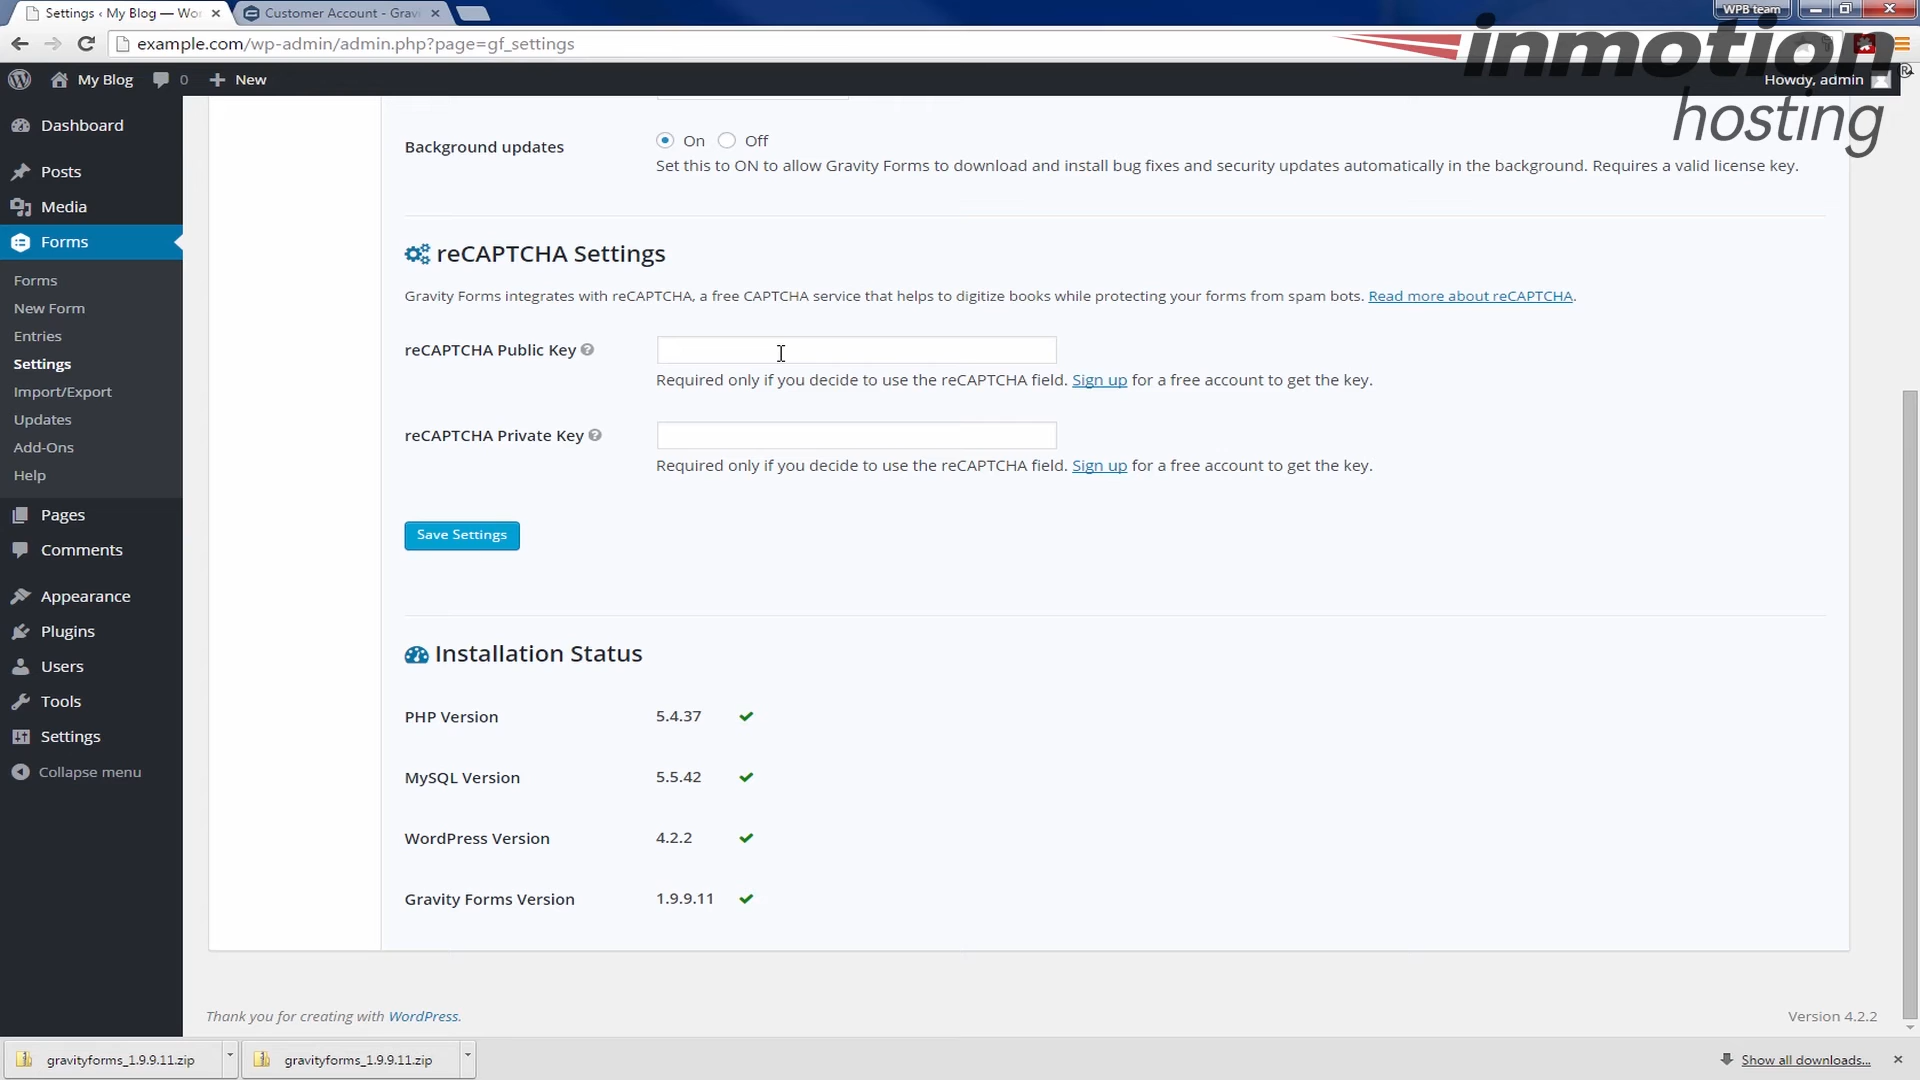 Settings ‹ My Blog — Wor
Customer Account - Gravi
WPB team
example.com/wp-admin/admin.php?page=gf_settings
inmotion
hosting
My Blog
0
New
Howdy, admin
Dashboard
Posts
Media
Forms
Forms
New Form
Entries
Settings
Import/Export
Updates
Add-Ons
Help
Pages
Comments
Appearance
Plugins
Users
Tools
Settings
Collapse menu
Background updates
On
Off
Set this to ON to allow Gravity Forms to download and install bug fixes and security updates automatically in the background. Requires a valid license key.
reCAPTCHA Settings
Gravity Forms integrates with reCAPTCHA, a free CAPTCHA service that helps to digitize books while protecting your forms from spam bots. Read more about reCAPTCHA.
reCAPTCHA Public Key ?
Required only if you decide to use the reCAPTCHA field. Sign up for a free account to get the key.
reCAPTCHA Private Key ?
Required only if you decide to use the reCAPTCHA field. Sign up for a free account to get the key.
Save Settings
Installation Status
PHP Version 5.4.37
MySQL Version 5.5.42
WordPress Version 4.2.2
Gravity Forms Version 1.9.9.11
Thank you for creating with WordPress.
Version 4.2.2
gravityforms_1.9.9.11.zip
gravityforms_1.9.9.11.zip
Show all downloads...